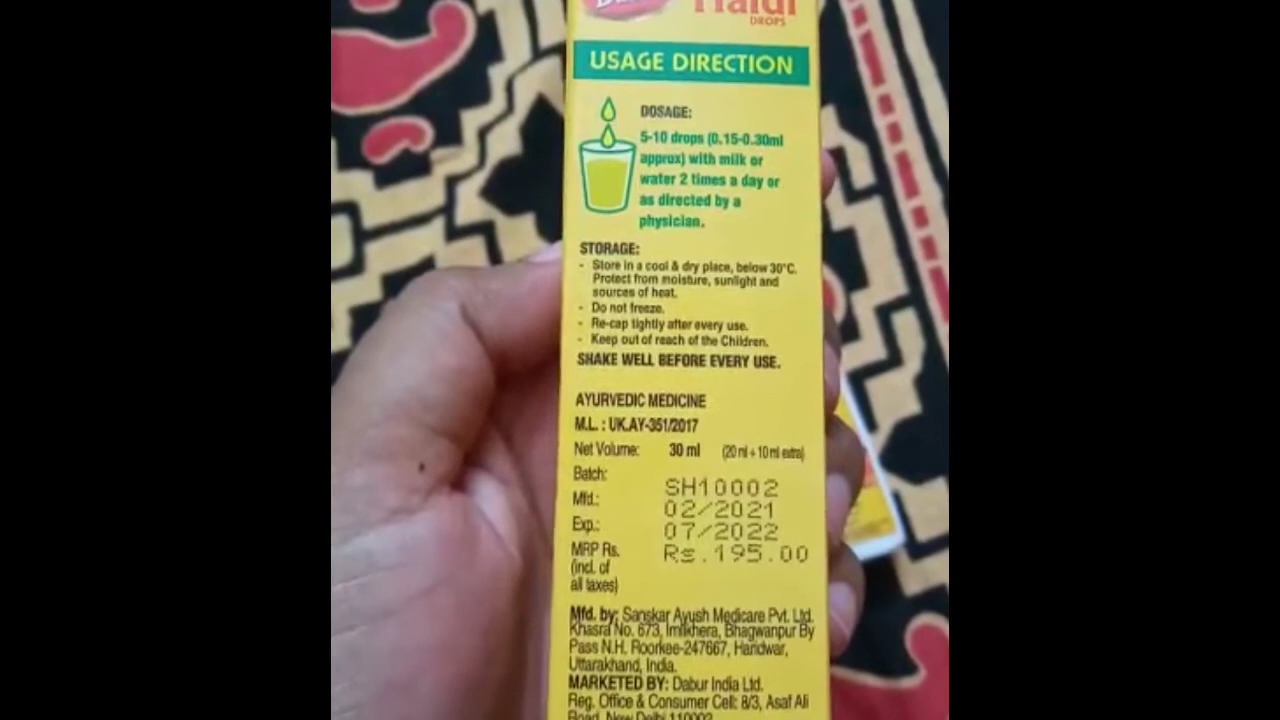 Haldi
DROPS
USAGE DIRECTION
DOSAGE:
5-10 drops (0.15-0.30ml
approx) with milk or
water 2 times a day or
as directed by a
physician.
STORAGE:
- Store in a cool & dry place, below 30°C.
Protect from moisture, sunlight and
sources of heat.
- Do not freeze.
- Re-cap tightly after every use.
- Keep out of reach of the Children.
SHAKE WELL BEFORE EVERY USE.
AYURVEDIC MEDICINE
M.L. : UK.AY-351/2017
Net Volume: 30 ml (20 ml + 10 ml extra)
Batch: SH10002
Mfd.: 02/2021
Exp.: 07/2022
MRP Rs. Rs.195.00
(incl. of
all taxes)
Mfd. by: Sanskar Ayush Medicare Pvt. Ltd.
Khasra No. 673, Imlikhera, Bhagwanpur By
Pass N.H. Roorkee-247667, Haridwar,
Uttarakhand, India.
MARKETED BY: Dabur India Ltd.
Reg. Office & Consumer Cell: 8/3, Asaf Ali
Road, New Delhi 110002